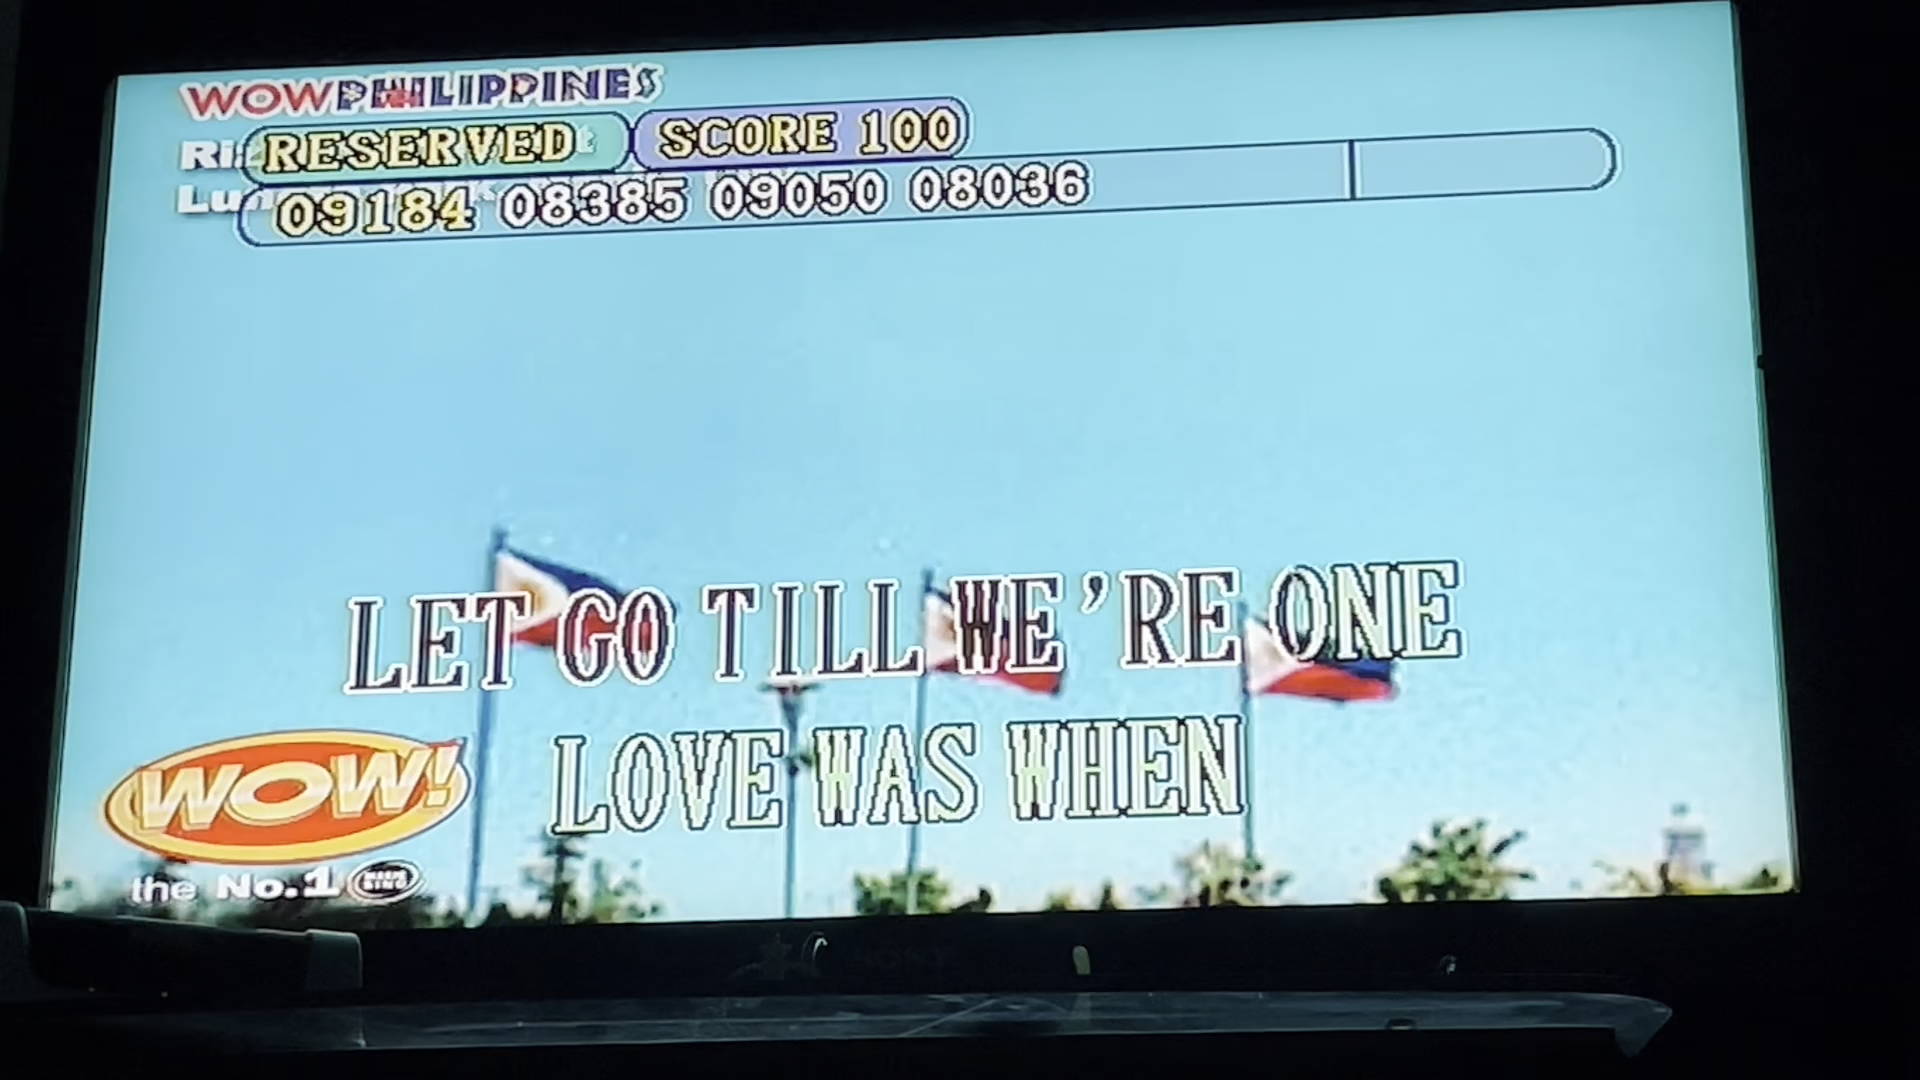 WOWPHILIPPINES
RESERVED SCORE 100
09184 08385 09050 08036
LET GO TILL WE'RE ONE
LOVE WAS WHEN
WOW!
the No.1